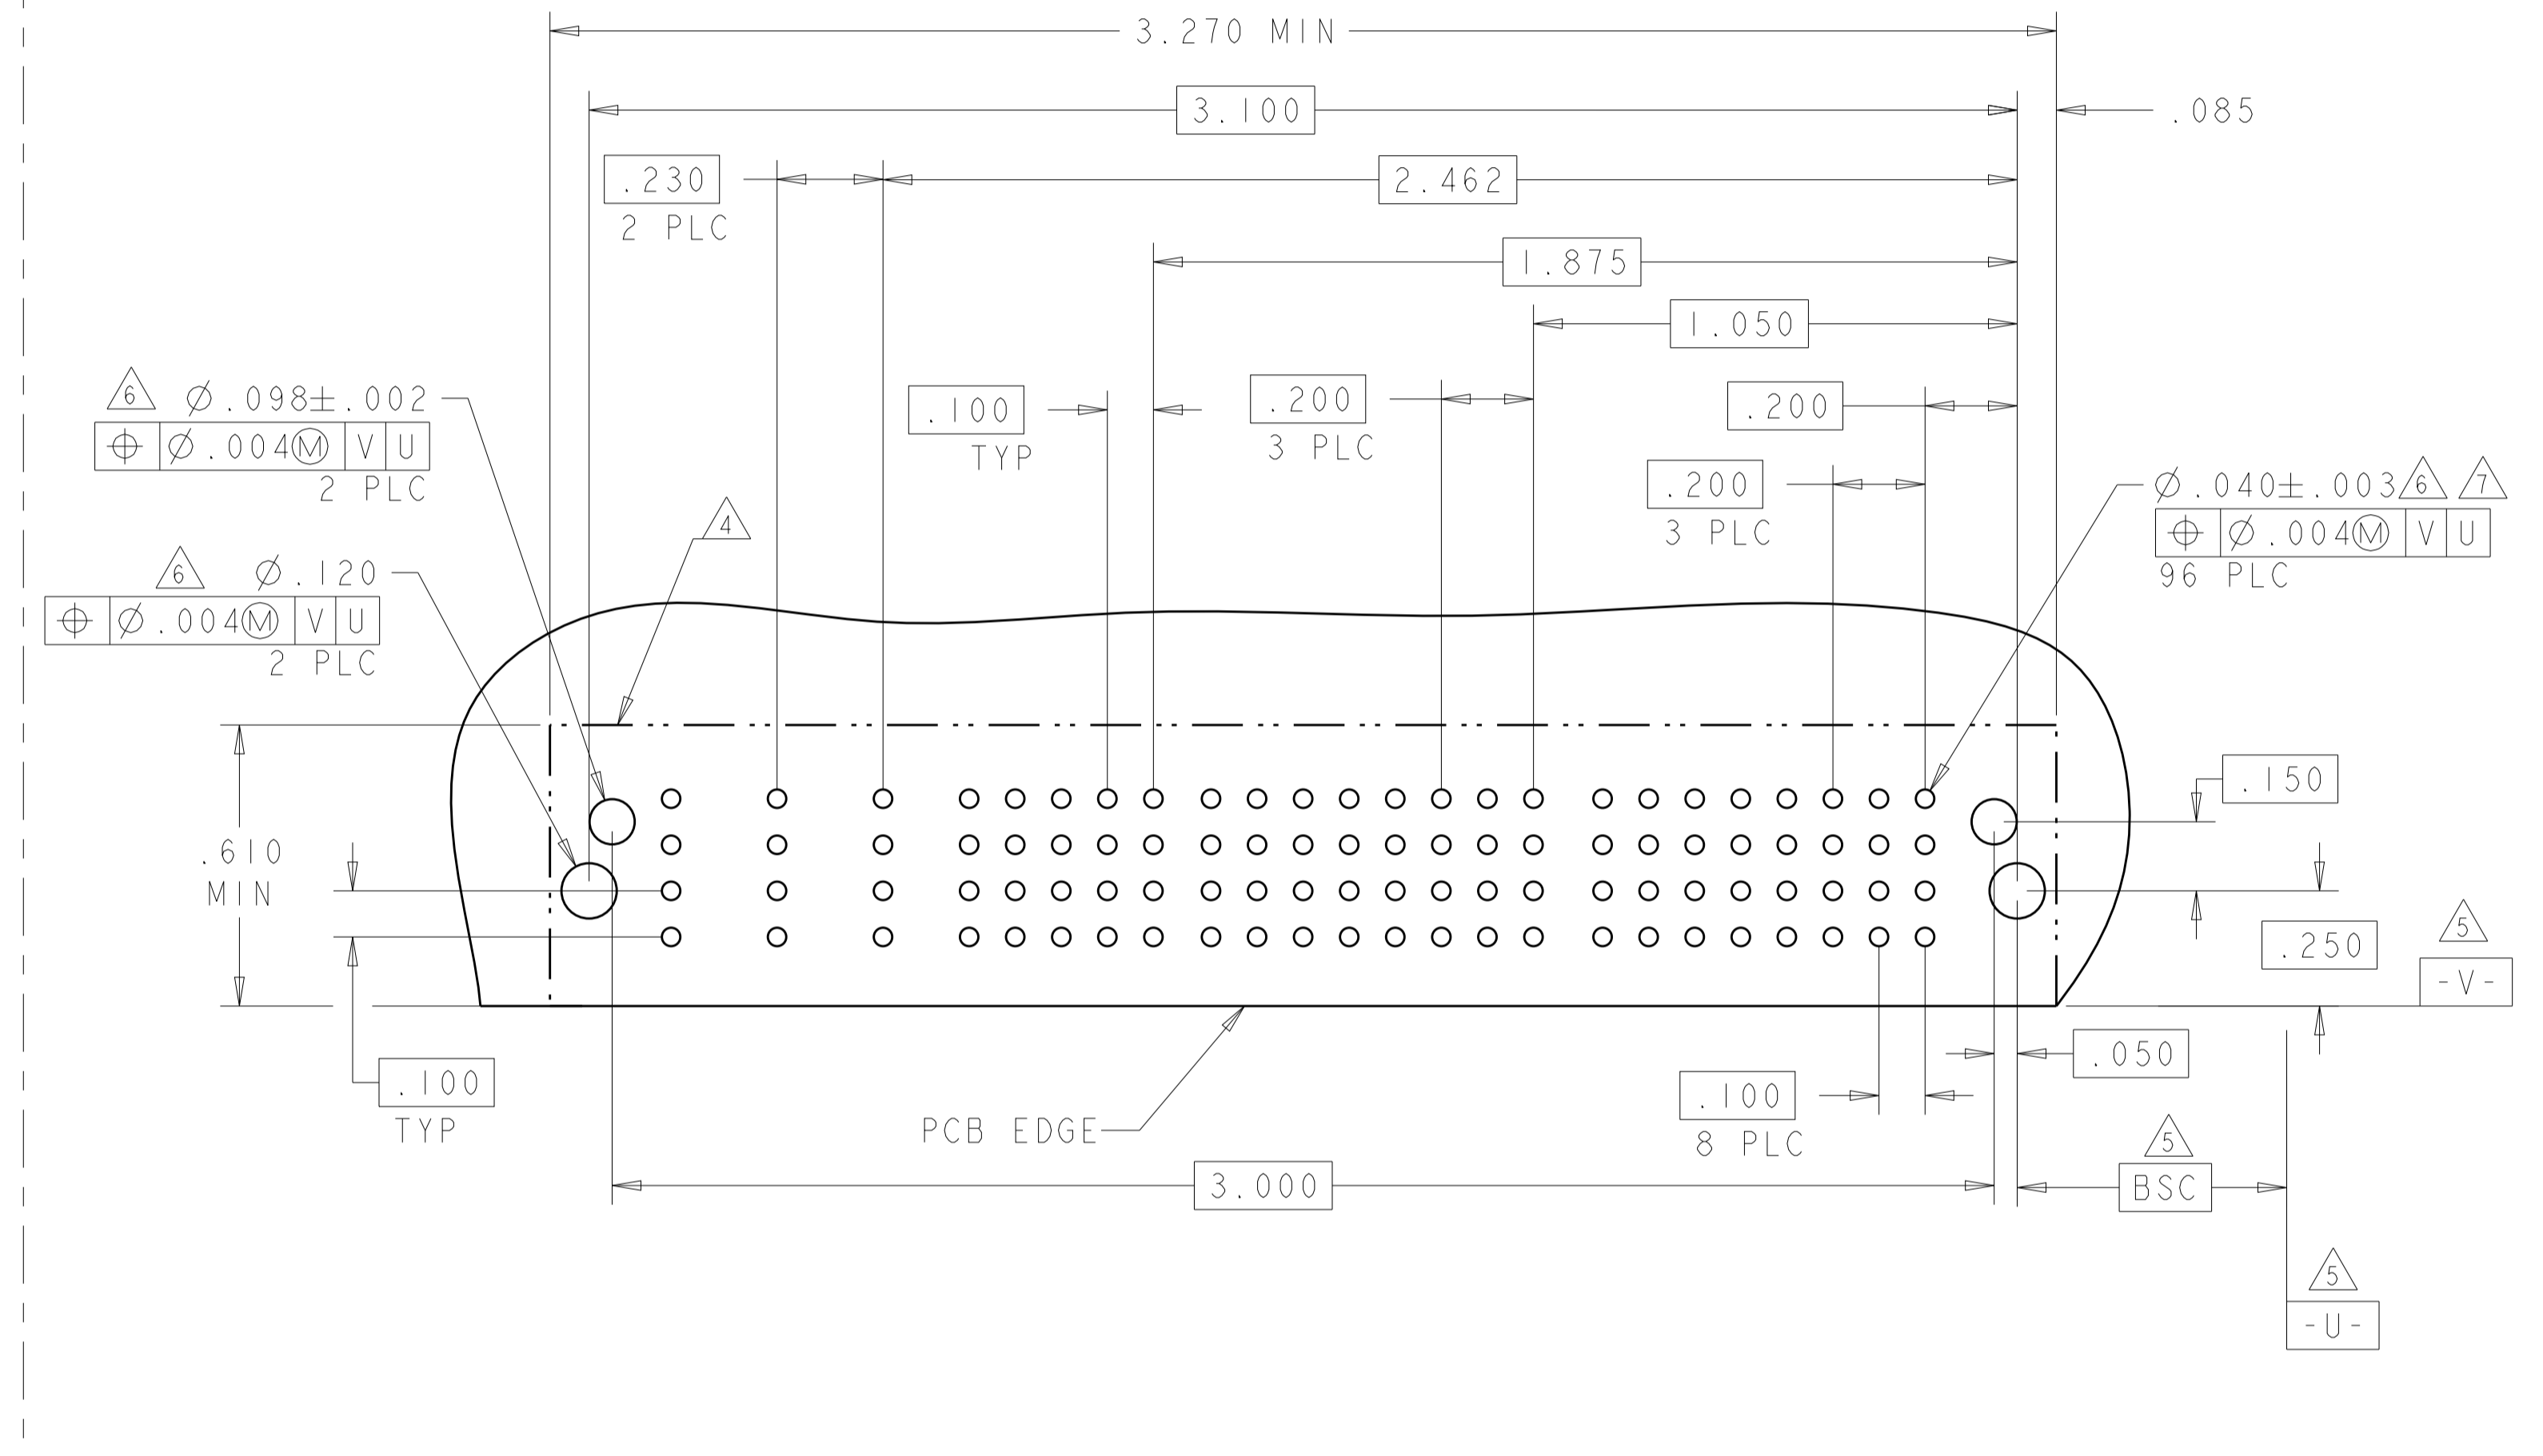 3.270 MIN
3.100
.085
.230
2 PLC
2.462
1.875
1.050
6 Ø.098±.002
⌖ Ø.004Ⓜ V U
2 PLC
.100
TYP
.200
3 PLC
.200
.200
3 PLC
Ø.040±.003 6 7
⌖ Ø.004Ⓜ V U
96 PLC
4
6 Ø.120
⌖ Ø.004Ⓜ V U
2 PLC
.150
.610
MIN
.250
5
-V-
.050
.100
TYP
.100
8 PLC
PCB EDGE
3.000
5
BSC
5
-U-